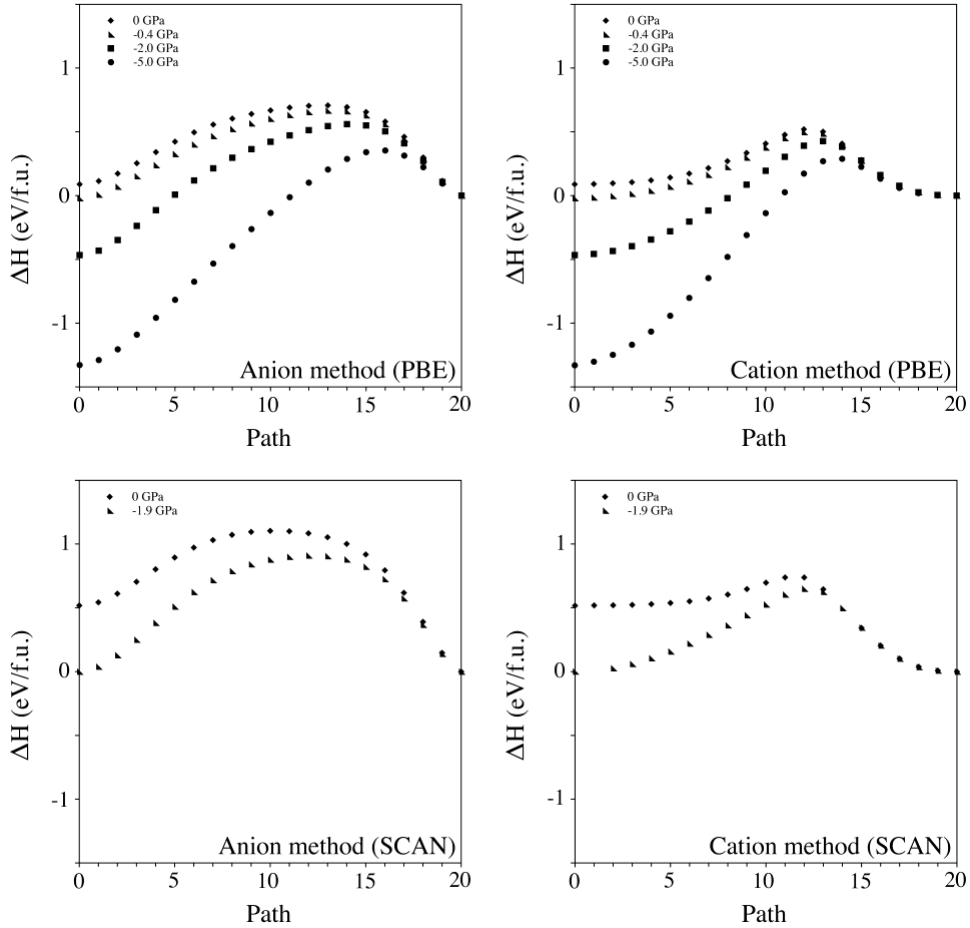 0 GPa
-0.4 GPa
-2.0 GPa
-5.0 GPa
1
0
-1
ΔH (eV/f.u.)
Anion method (PBE)
0 5 10 15 20
Path
0 GPa
-0.4 GPa
-2.0 GPa
-5.0 GPa
1
0
-1
ΔH (eV/f.u.)
Cation method (PBE)
0 5 10 15 20
Path
0 GPa
-1.9 GPa
1
0
-1
ΔH (eV/f.u.)
Anion method (SCAN)
0 5 10 15 20
Path
0 GPa
-1.9 GPa
1
0
-1
ΔH (eV/f.u.)
Cation method (SCAN)
0 5 10 15 20
Path